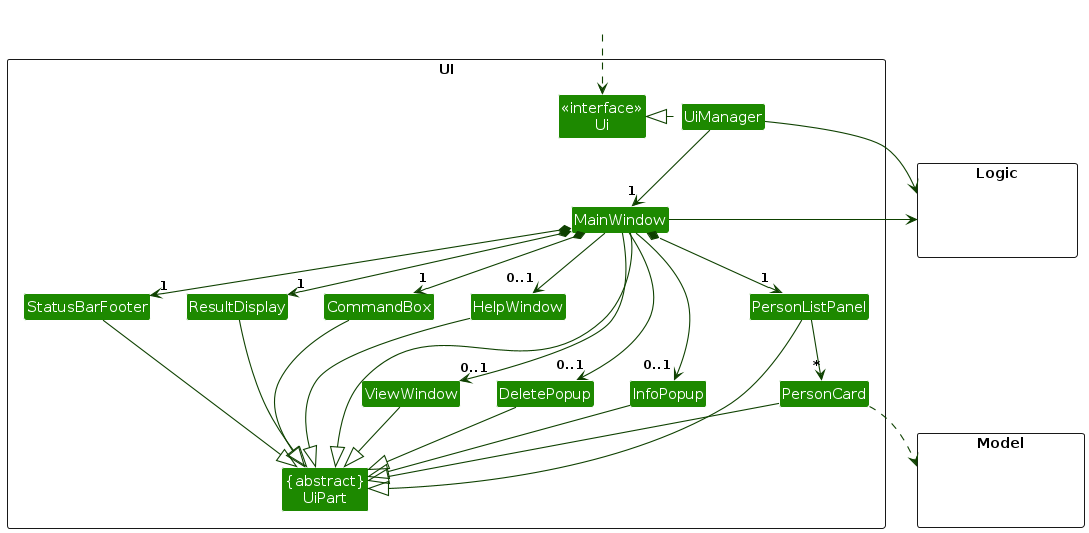 UI
«interface»
Ui
UiManager
Logic
1
MainWindow
1
1
1
0..1
1
StatusBarFooter
ResultDisplay
CommandBox
HelpWindow
PersonListPanel
0..1
0..1
0..1
*
ViewWindow
DeletePopup
InfoPopup
PersonCard
Model
{abstract}
UiPart